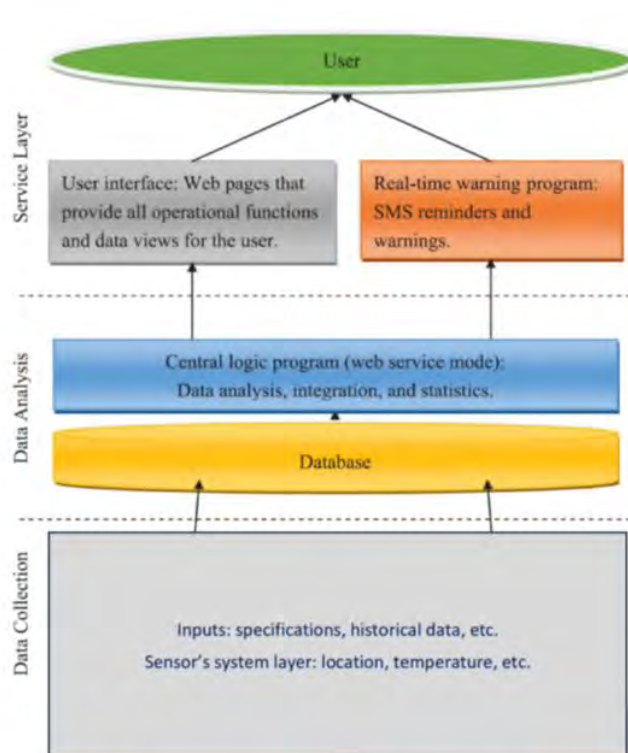 User
Service Layer
User interface: Web pages that
provide all operational functions
and data views for the user.
Real-time warning program:
SMS reminders and
warnings.
Data Analysis
Central logic program (web service mode):
Data analysis, integration, and statistics.
Database
Data Collection
Inputs: specifications, historical data, etc.
Sensor's system layer: location, temperature, etc.